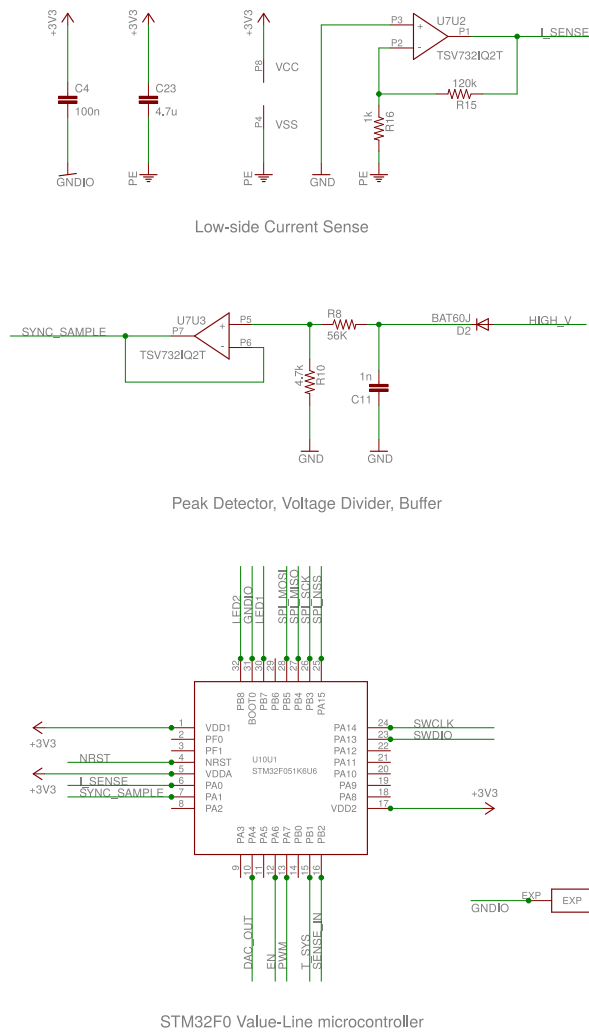 +3V3
C4
100n
GNDIO
+3V3
C23
4.7u
PE
+3V3
P8
VCC
P4
VSS
PE
P3
P2
U7U2
P1
TSV732IQ2T
I_SENSE
120k
R15
1k
R16
GND
PE
Low-side Current Sense
SYNC_SAMPLE
P7
U7U3
TSV732IQ2T
+
-
P5
P6
R8
56K
4.7k
R10
GND
1n
C11
GND
BAT60J
D2
HIGH_V
Peak Detector, Voltage Divider, Buffer
LED2
GNDIO
LED1
SPI_MOSI
SPI_MISO
SPI_SCK
SPI_NSS
32 31 30 29 28 27 26 25
PB8 BOOT0 PB7 PB6 PB5 PB4 PB3 PA15
+3V3
NRST
+3V3
I_SENSE
SYNC_SAMPLE
1 VDD1
2 PF0
3 PF1
4 NRST
5 VDDA
6 PA0
7 PA1
8 PA2
U10U1
STM32F051K6U6
PA14 24 SWCLK
PA13 23 SWDIO
PA12 22
PA11 21
PA10 20
PA9 19
PA8 18
VDD2 17
+3V3
PA3 PA4 PA5 PA6 PA7 PB0 PB1 PB2
9 10 11 12 13 14 15 16
DAC_OUT
EN
PWM
T_SYS
SENSE_IN
GNDIO
EXP
EXP
STM32F0 Value-Line microcontroller